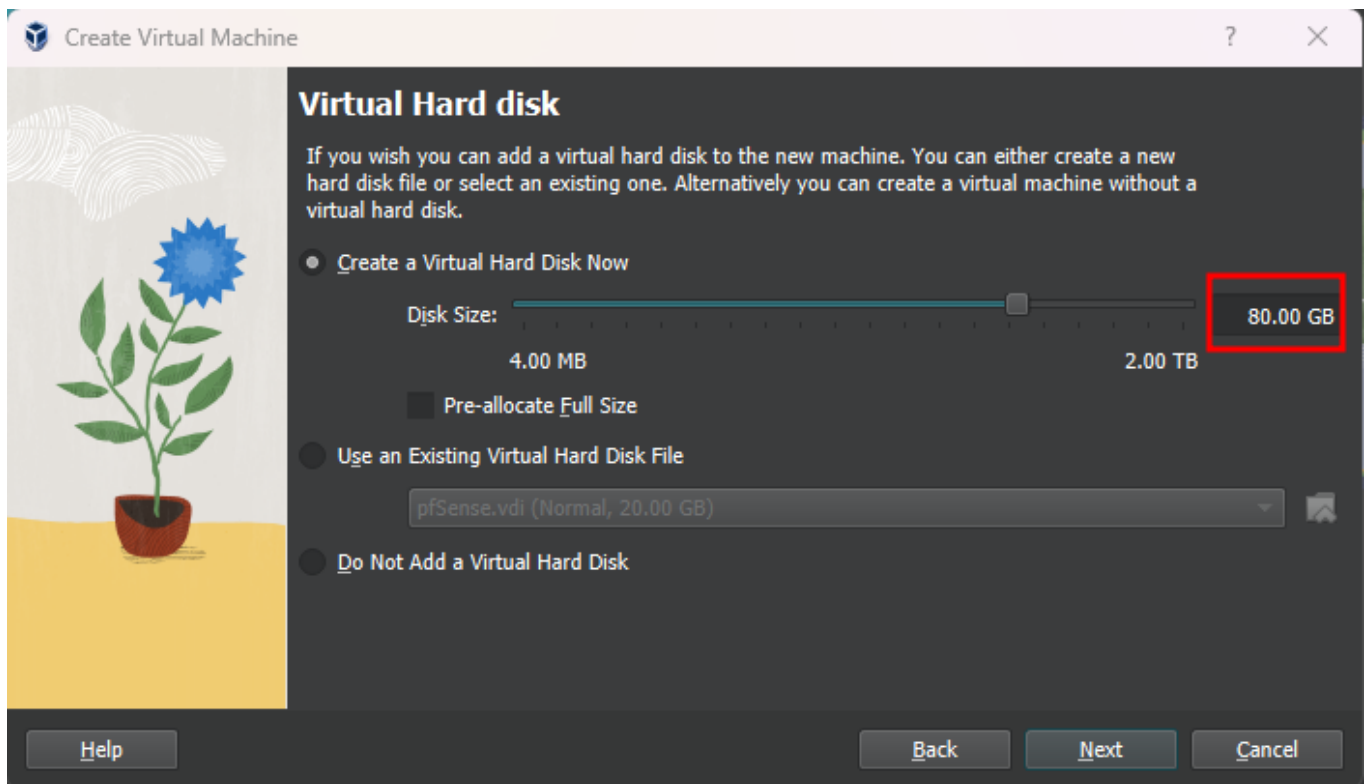 Create Virtual Machine
?
Virtual Hard disk
If you wish you can add a virtual hard disk to the new machine. You can either create a new
hard disk file or select an existing one. Alternatively you can create a virtual machine without a
virtual hard disk.
Create a Virtual Hard Disk Now
Disk Size:
80.00 GB
4.00 MB
2.00 TB
Pre-allocate Full Size
Use an Existing Virtual Hard Disk File
pfSense.vdi (Normal, 20.00 GB)
Do Not Add a Virtual Hard Disk
Help
Back
Next
Cancel